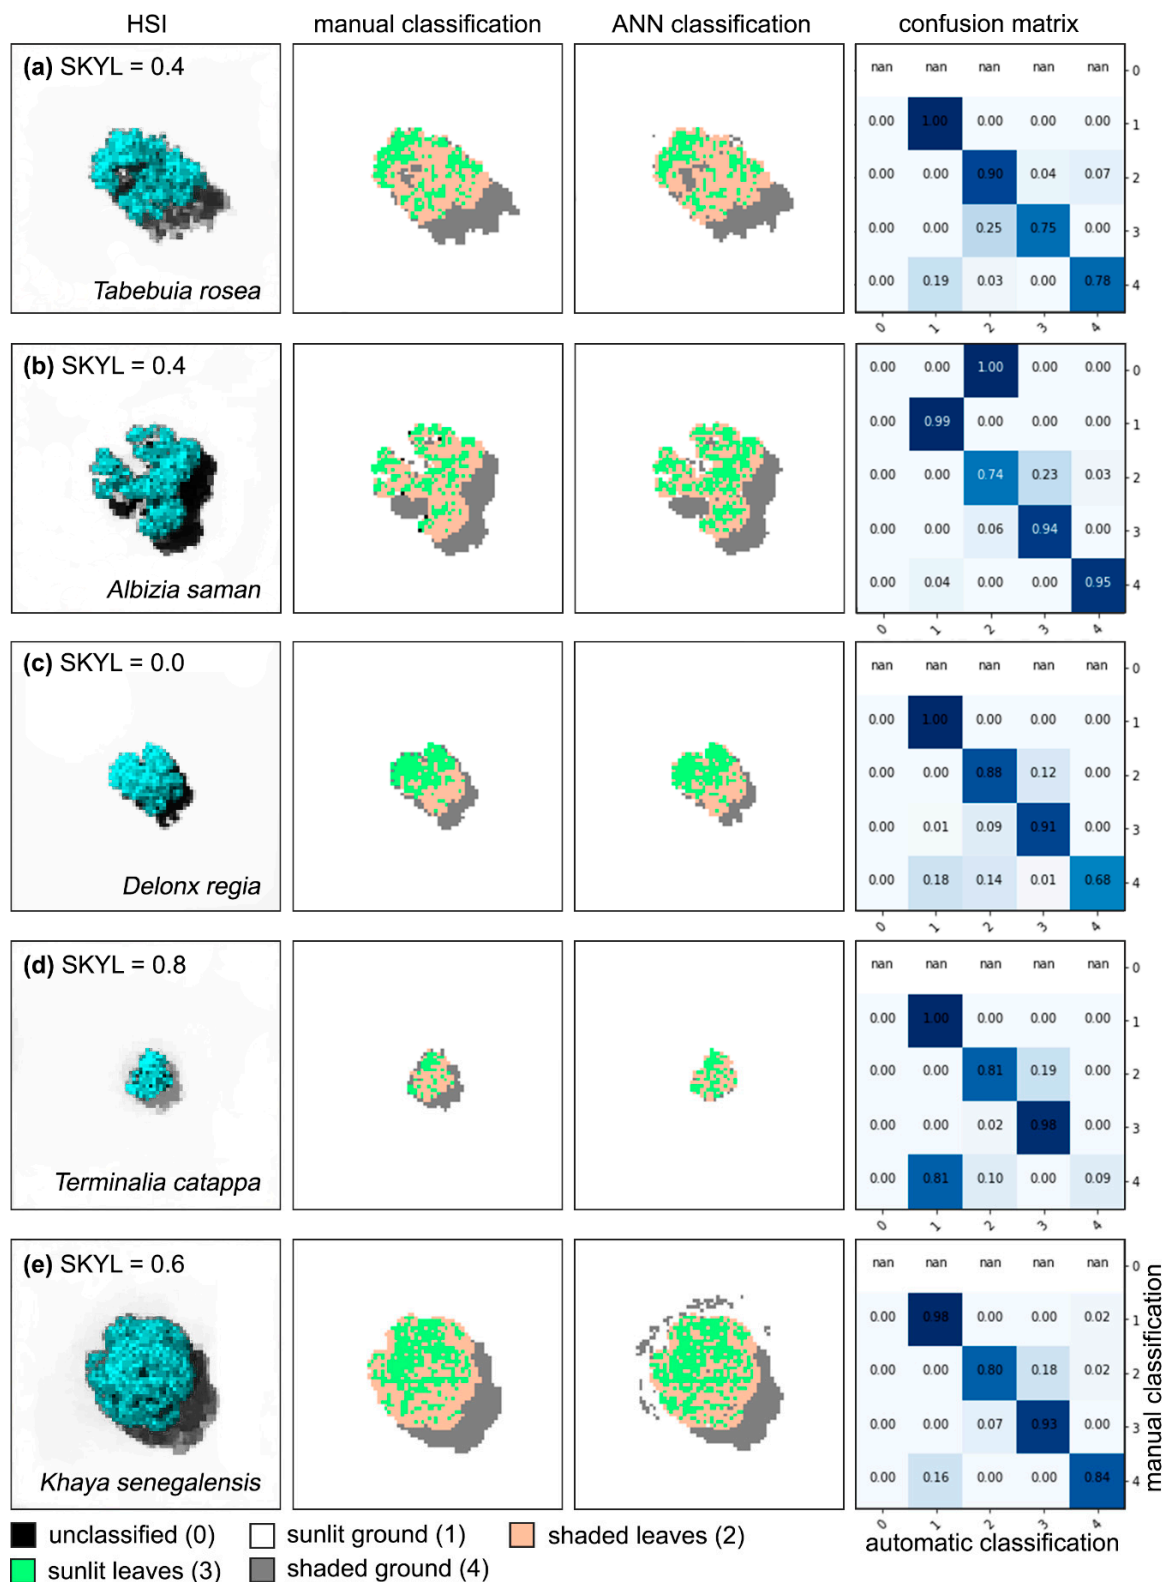 HSI manual classification ANN classification confusion matrix
(a) SKYL = 0.4
Tabebuia rosea
nan nan nan nan nan 0
0.00 1.00 0.00 0.00 0.00 1
0.00 0.00 0.90 0.04 0.07 2
0.00 0.00 0.25 0.75 0.00 3
0.00 0.19 0.03 0.00 0.78 4
0 1 2 3 4
(b) SKYL = 0.4
Albizia saman
0.00 0.00 1.00 0.00 0.00 0
0.00 0.99 0.00 0.00 0.00 1
0.00 0.00 0.74 0.23 0.03 2
0.00 0.00 0.06 0.94 0.00 3
0.00 0.04 0.00 0.00 0.95 4
0 1 2 3 4
(c) SKYL = 0.0
Delonx regia
nan nan nan nan nan 0
0.00 1.00 0.00 0.00 0.00 1
0.00 0.00 0.88 0.12 0.00 2
0.00 0.01 0.09 0.91 0.00 3
0.00 0.18 0.14 0.01 0.68 4
0 1 2 3 4
(d) SKYL = 0.8
Terminalia catappa
nan nan nan nan nan 0
0.00 1.00 0.00 0.00 0.00 1
0.00 0.00 0.81 0.19 0.00 2
0.00 0.00 0.02 0.98 0.00 3
0.00 0.81 0.10 0.00 0.09 4
0 1 2 3 4
(e) SKYL = 0.6
Khaya senegalensis
nan nan nan nan nan 0
0.00 0.98 0.00 0.00 0.02 1
0.00 0.00 0.80 0.18 0.02 2
0.00 0.00 0.07 0.93 0.00 3
0.00 0.16 0.00 0.00 0.84 4
0 1 2 3 4
manual classification
automatic classification
unclassified (0) sunlit ground (1) shaded leaves (2)
sunlit leaves (3) shaded ground (4)